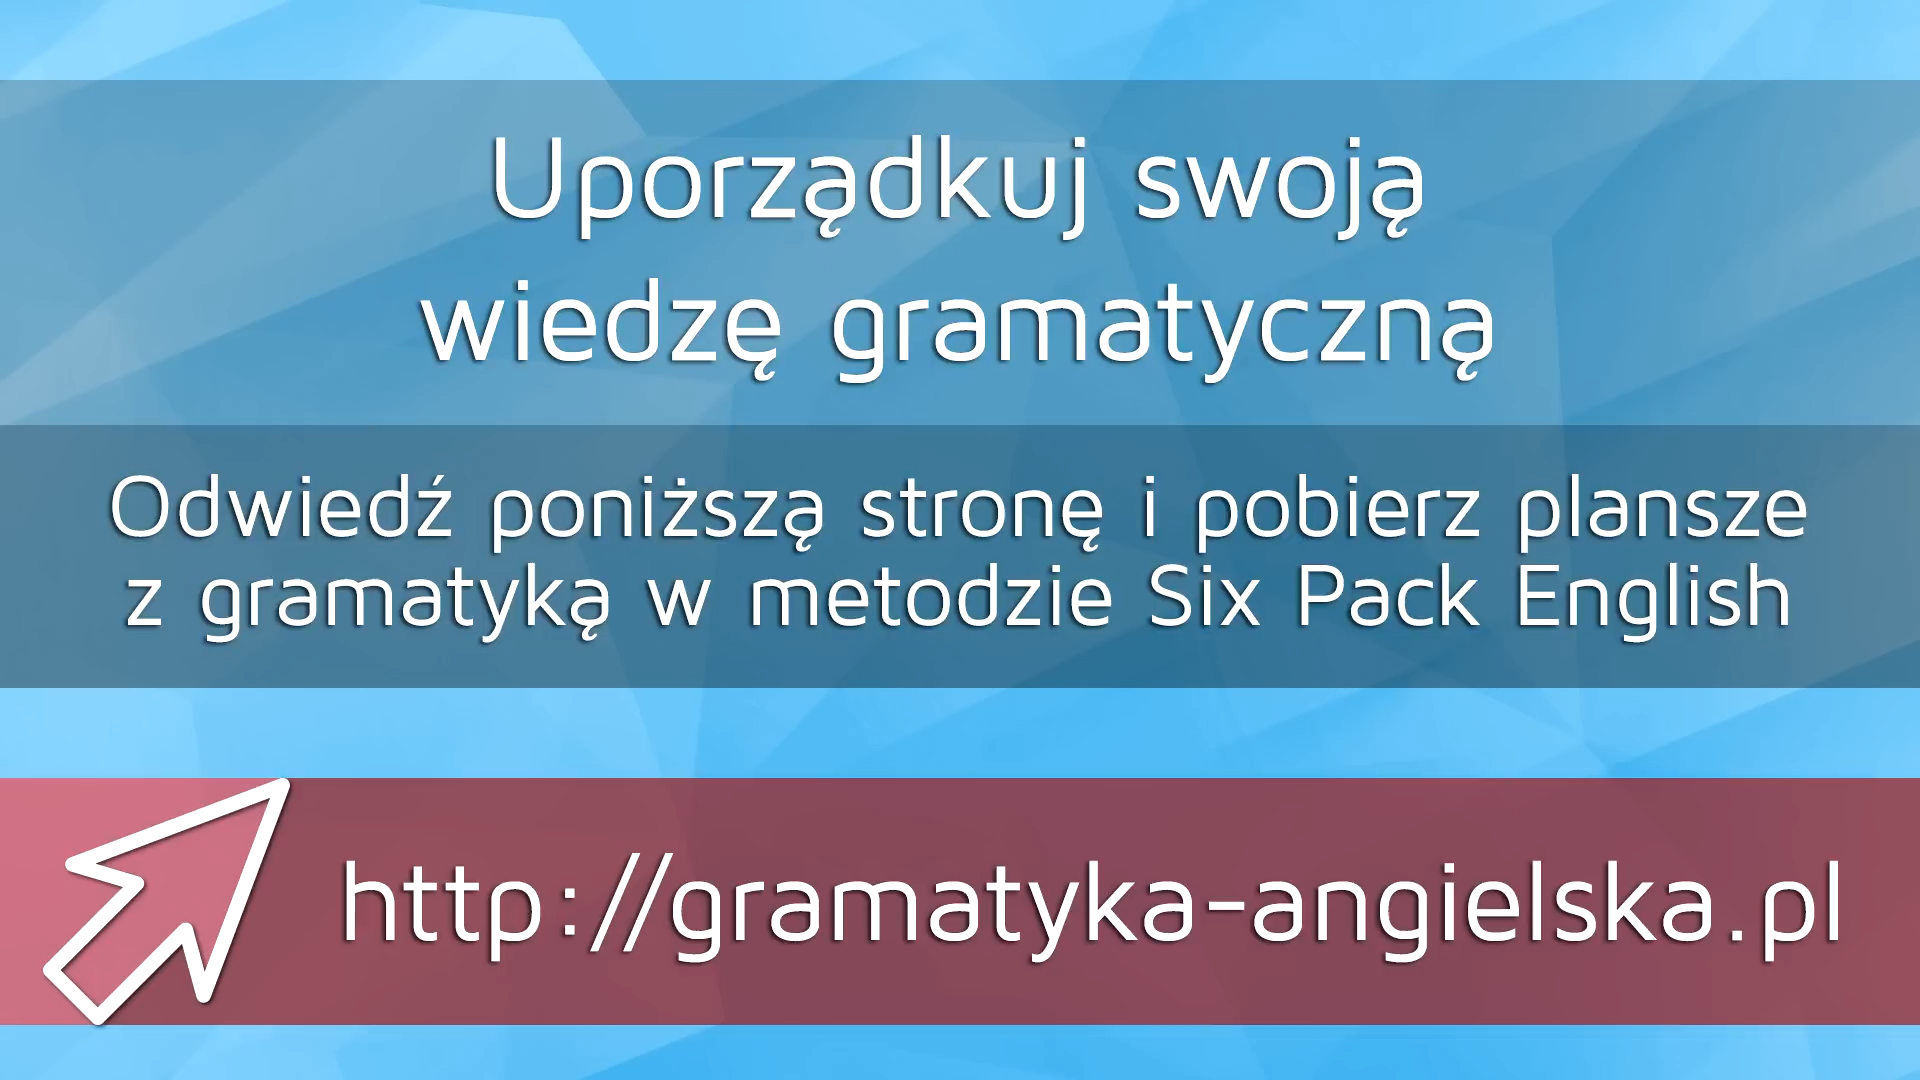 Uporządkuj swoją
wiedzę gramatyczną
Odwiedź poniższą stronę i pobierz plansze
z gramatyką w metodzie Six Pack English
http://gramatyka-angielska.pl